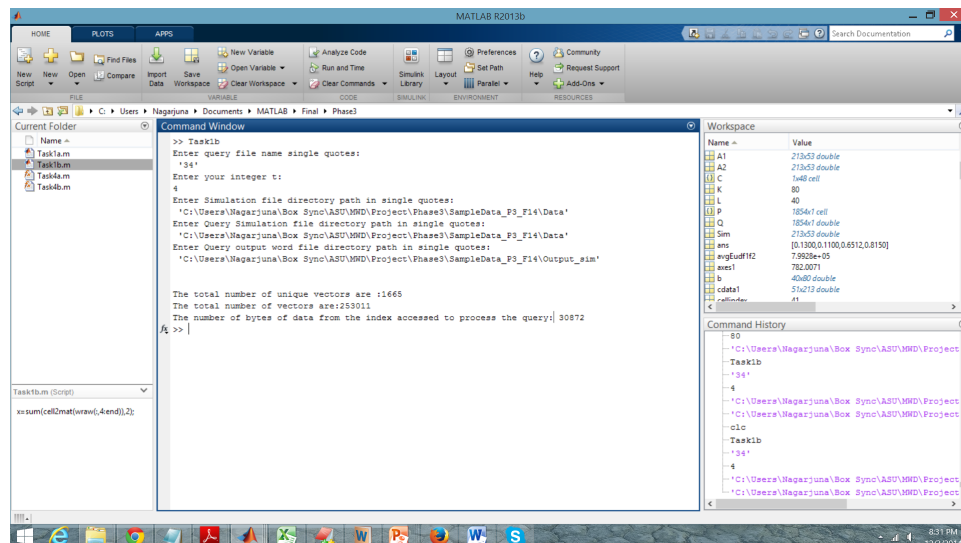 MATLAB R2013b
HOME PLOTS APPS
Search Documentation
New Script
New
Open
Find Files
Compare
Import Data
Save Workspace
New Variable
Open Variable
Clear Workspace
Analyze Code
Run and Time
Clear Commands
Simulink Library
Layout
Preferences
Set Path
Parallel
Help
Community
Request Support
Add-Ons
FILE VARIABLE CODE SIMULINK ENVIRONMENT RESOURCES
C: Users Nagarjuna Documents MATLAB Final Phase3
Current Folder
Name
Task1a.m
Task1b.m
Task4a.m
Task4b.m
Task1b.m (Script)
x=sum(cell2mat(wraw(:,4:end)),2);
Command Window
>> Task1b
Enter query file name single quotes:
'34'
Enter your integer t:
4
Enter Simulation file directory path in single quotes:
'C:\Users\Nagarjuna\Box Sync\ASU\MWD\Project\Phase3\SampleData_P3_F14\Data'
Enter Query Simulation file directory path in single quotes:
'C:\Users\Nagarjuna\Box Sync\ASU\MWD\Project\Phase3\SampleData_P3_F14\Data'
Enter Query output word file directory path in single quotes:
'C:\Users\Nagarjuna\Box Sync\ASU\MWD\Project\Phase3\SampleData_P3_F14\Output_sim'
The total number of unique vectors are :1665
The total number of vectors are:253011
The number of bytes of data from the index accessed to process the query: 30872
fx >>
Workspace
Name Value
A1 213x53 double
A2 213x53 double
C 1x48 cell
K 80
L 40
P 1854x1 cell
Q 1854x1 double
Sim 213x53 double
ans [0.1300,0.1100,0.6512,0.8150]
avgEudf1f2 7.9928e+05
axes1 782.0071
b 40x80 double
cdata1 51x213 double
cellindex 41
Command History
80
'C:\Users\Nagarjuna\Box Sync\ASU\MWD\Project
Task1b
'34'
4
'C:\Users\Nagarjuna\Box Sync\ASU\MWD\Project
'C:\Users\Nagarjuna\Box Sync\ASU\MWD\Project
clc
Task1b
'34'
4
'C:\Users\Nagarjuna\Box Sync\ASU\MWD\Project
'C:\Users\Nagarjuna\Box Sync\ASU\MWD\Project
8:31 PM